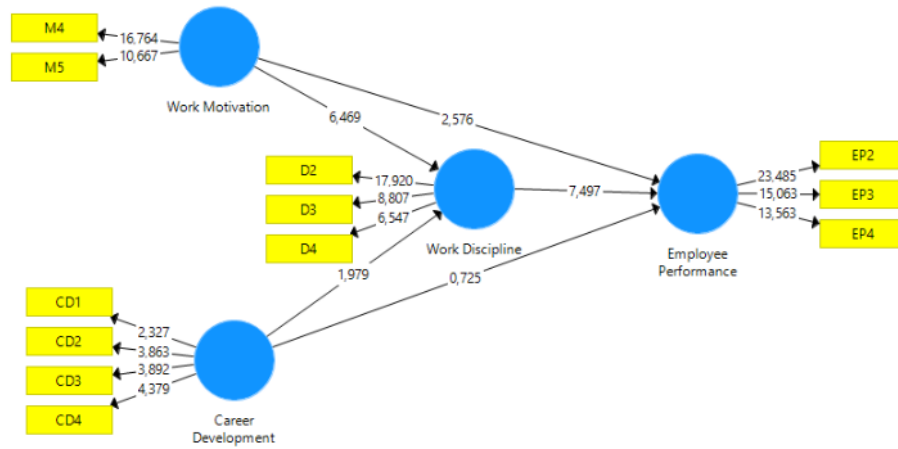 M4
16.764
M5
10,667
Work Motivation
6,469
2,576
D2
17,920
D3
8,807
D4
6,547
Work Discipline
7,497
EP2
23,485
EP3
15,063
EP4
13,563
Employee
Performance
1,979
0,725
CD1
2,327
CD2
3,863
CD3
3,892
CD4
4,379
Career
Development